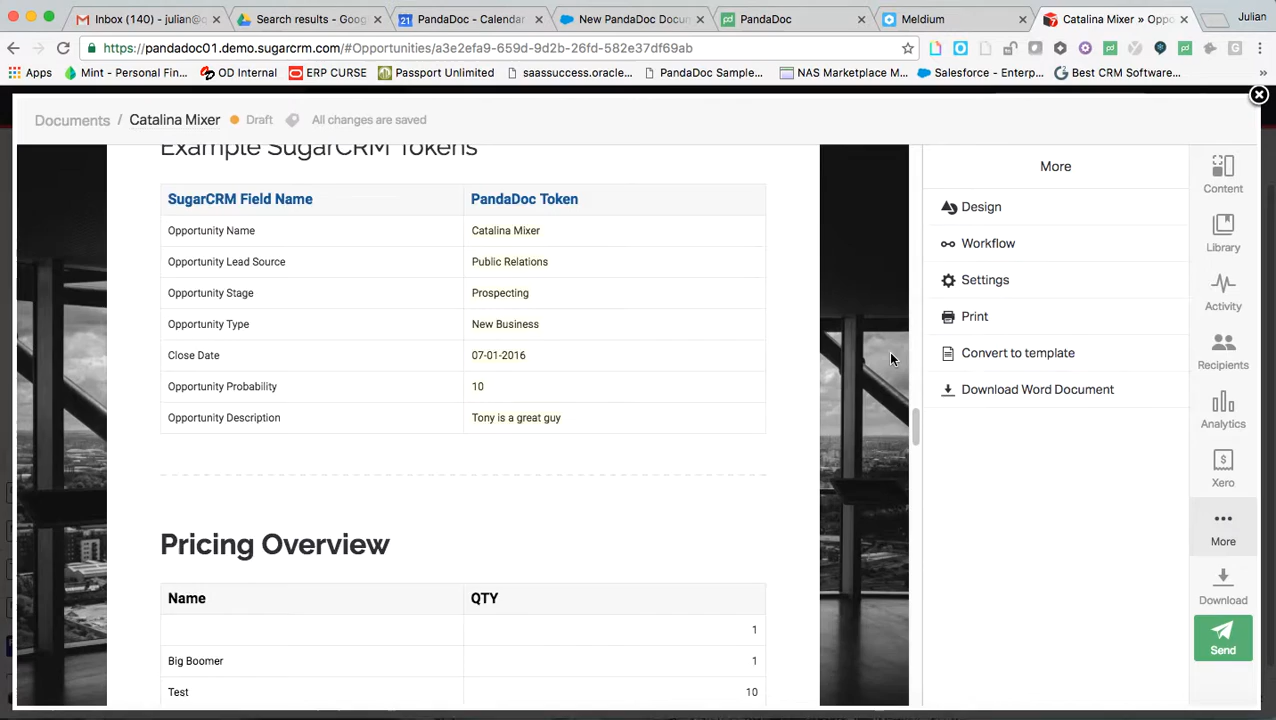 Inbox (140) - julian@q
Search results - Goo
PandaDoc - Calendar
New PandaDoc Docum
PandaDoc
Meldium
Catalina Mixer » Oppo
Julian
https://pandadoc01.demo.sugarcrm.com/#Opportunities/a3e2efa9-659d-9d2b-26fd-582e37df69ab
Apps
Mint - Personal Fin...
OD Internal
ERP CURSE
Passport Unlimited
saassuccess.oracle...
PandaDoc Sample...
NAS Marketplace M...
Salesforce - Enterp...
Best CRM Software...
Documents / Catalina Mixer Draft All changes are saved
Example SugarCRM Tokens
SugarCRM Field Name PandaDoc Token
Opportunity Name Catalina Mixer
Opportunity Lead Source Public Relations
Opportunity Stage Prospecting
Opportunity Type New Business
Close Date 07-01-2016
Opportunity Probability 10
Opportunity Description Tony is a great guy
Pricing Overview
Name QTY
1
Big Boomer 1
Test 10
More
Design
Workflow
Settings
Print
Convert to template
Download Word Document
Content
Library
Activity
Recipients
Analytics
Xero
More
Download
Send